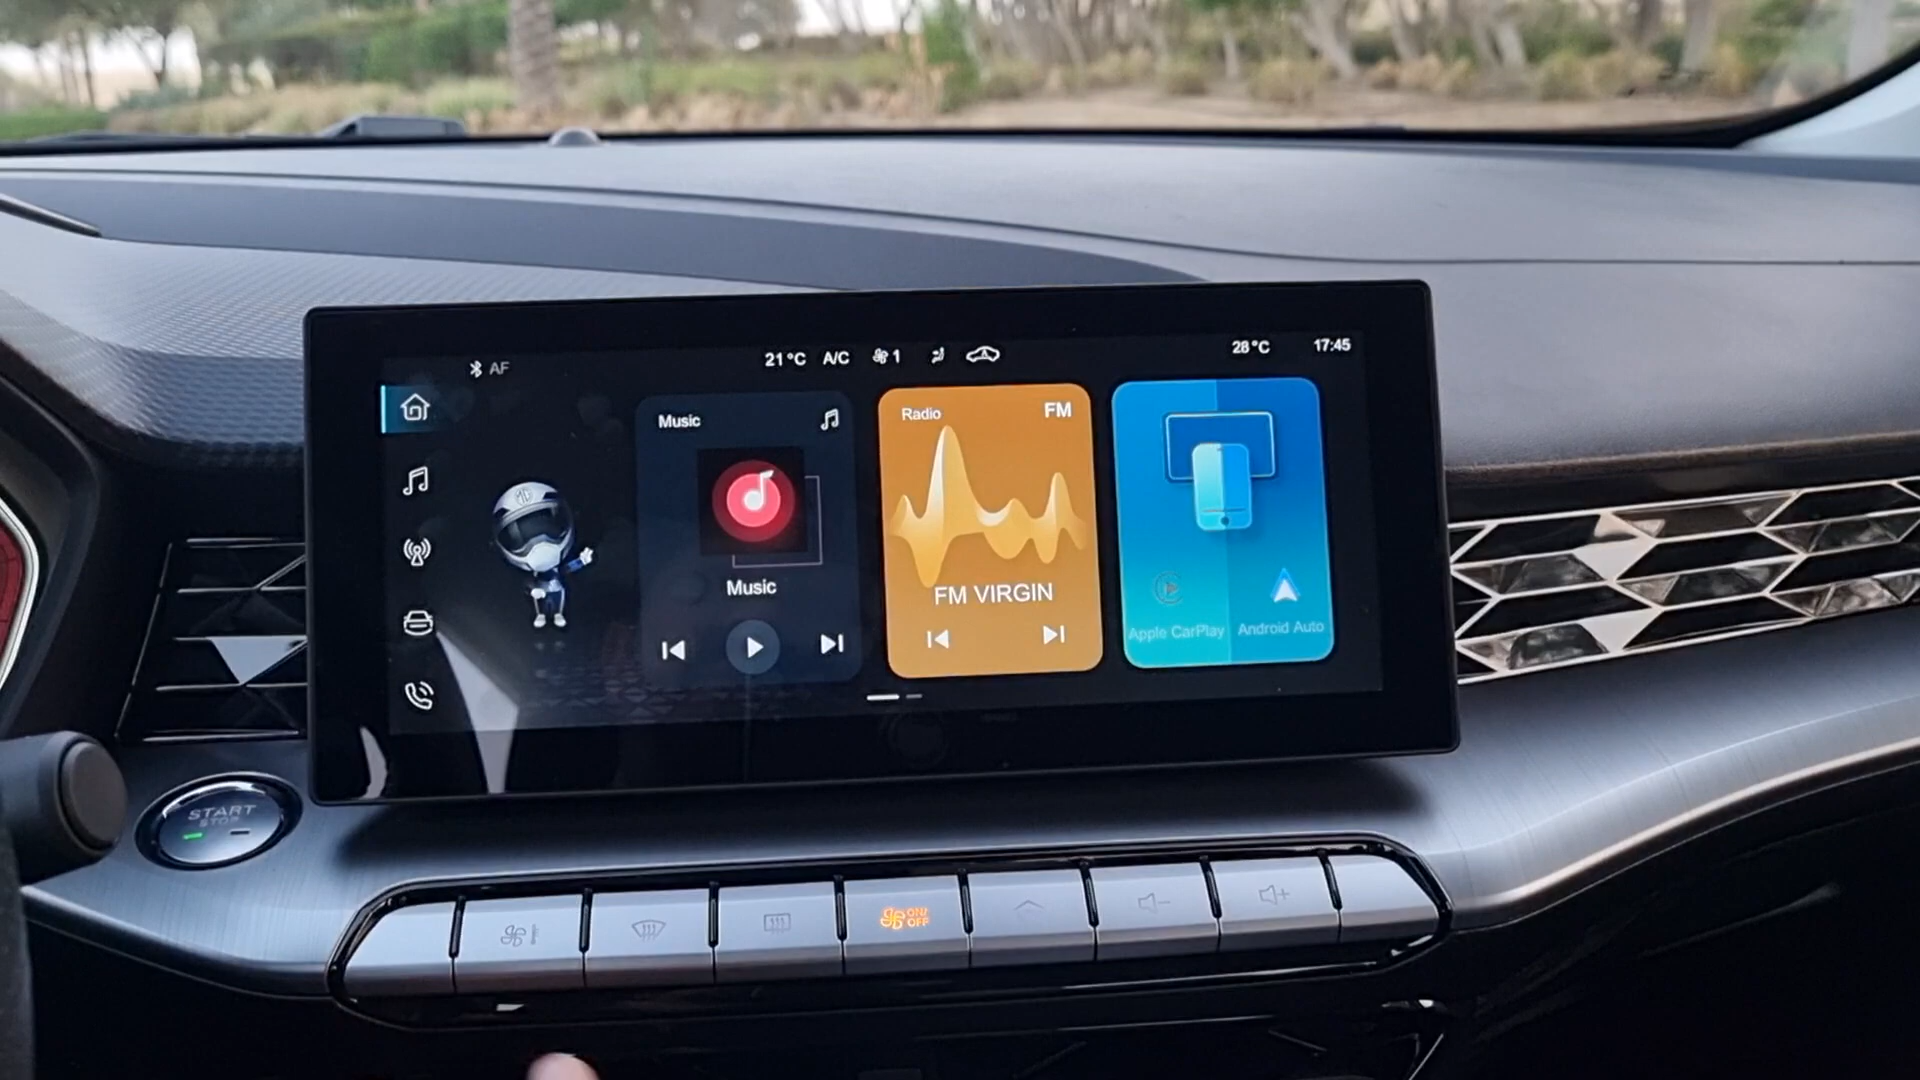 AF
21°C A/C 1
28°C 17:45
Music
Radio FM
MG
Music
FM VIRGIN
Apple CarPlay
Android Auto
START
STOP
ON/
OFF